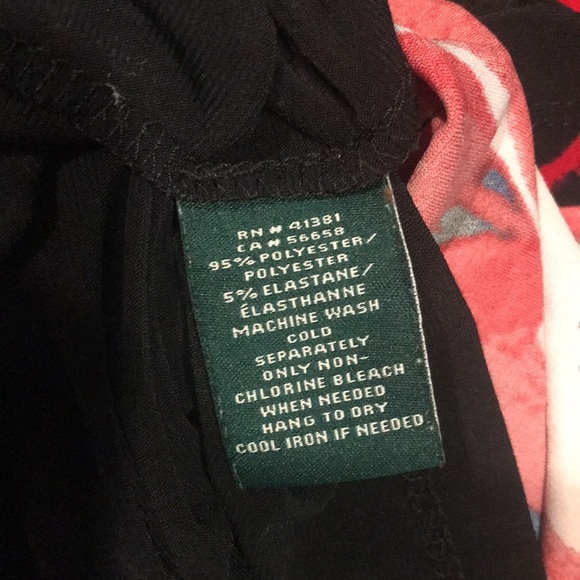 RN # 41381
CA # 56658
95% POLYESTER/
POLYESTER
5% ELASTANE/
ÉLASTHANNE
MACHINE WASH
COLD
SEPARATELY
ONLY NON-
CHLORINE BLEACH
WHEN NEEDED
HANG TO DRY
COOL IRON IF NEEDED